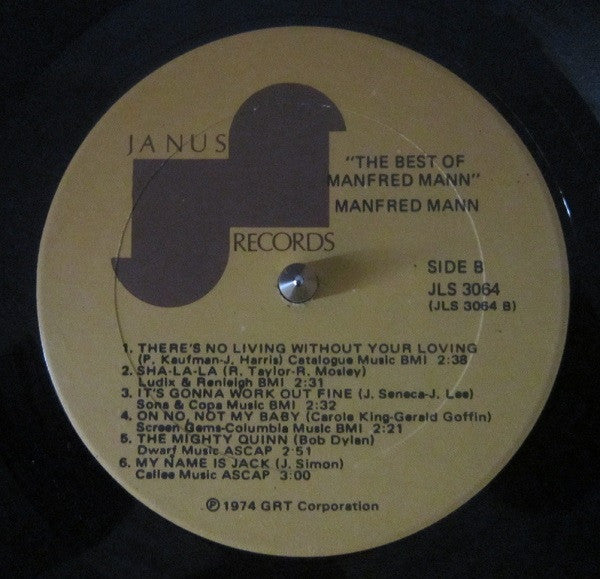 JANUS
RECORDS
"THE BEST OF
MANFRED MANN"
MANFRED MANN
SIDE B
JLS 3064
(JLS 3064 B)
1. THERE'S NO LIVING WITHOUT YOUR LOVING
(P. Kaufman-J. Harris) Catalogue Music BMI 2:38
2. SHA-LA-LA (R. Taylor-R. Mosley)
Ludix & Renleigh BMI 2:31
3. IT'S GONNA WORK OUT FINE (J. Seneca-J. Lee)
Sons & Copa Music BMI 2:32
4. ON NO, NOT MY BABY (Carole King-Gerald Goffin)
Screen Gems-Columbia Music BMI 2:21
5. THE MIGHTY QUINN (Bob Dylan)
Dwarf Music ASCAP 2:51
6. MY NAME IS JACK (J. Simon)
Callee Music ASCAP 3:00
℗ 1974 GRT Corporation